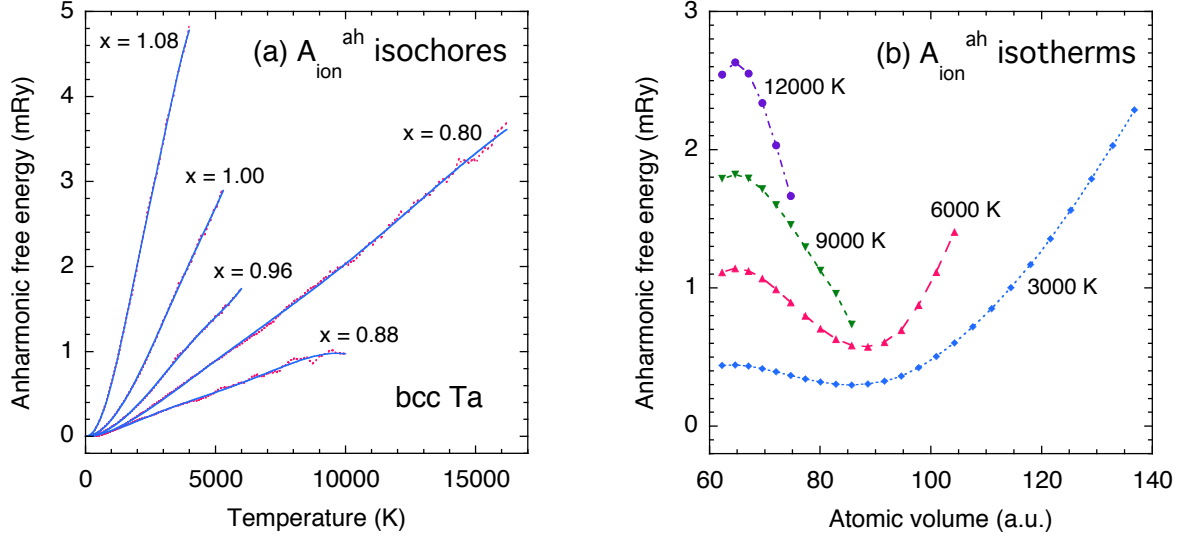 (a) A_ion^ah isochores
x = 1.08
x = 0.80
x = 1.00
x = 0.96
x = 0.88
bcc Ta
Anharmonic free energy (mRy)
5
4
3
2
1
0
0
5000
10000
15000
Temperature (K)
(b) A_ion^ah isotherms
12000 K
9000 K
6000 K
3000 K
Anharmonic free energy (mRy)
3
2
1
0
60
80
100
120
140
Atomic volume (a.u.)